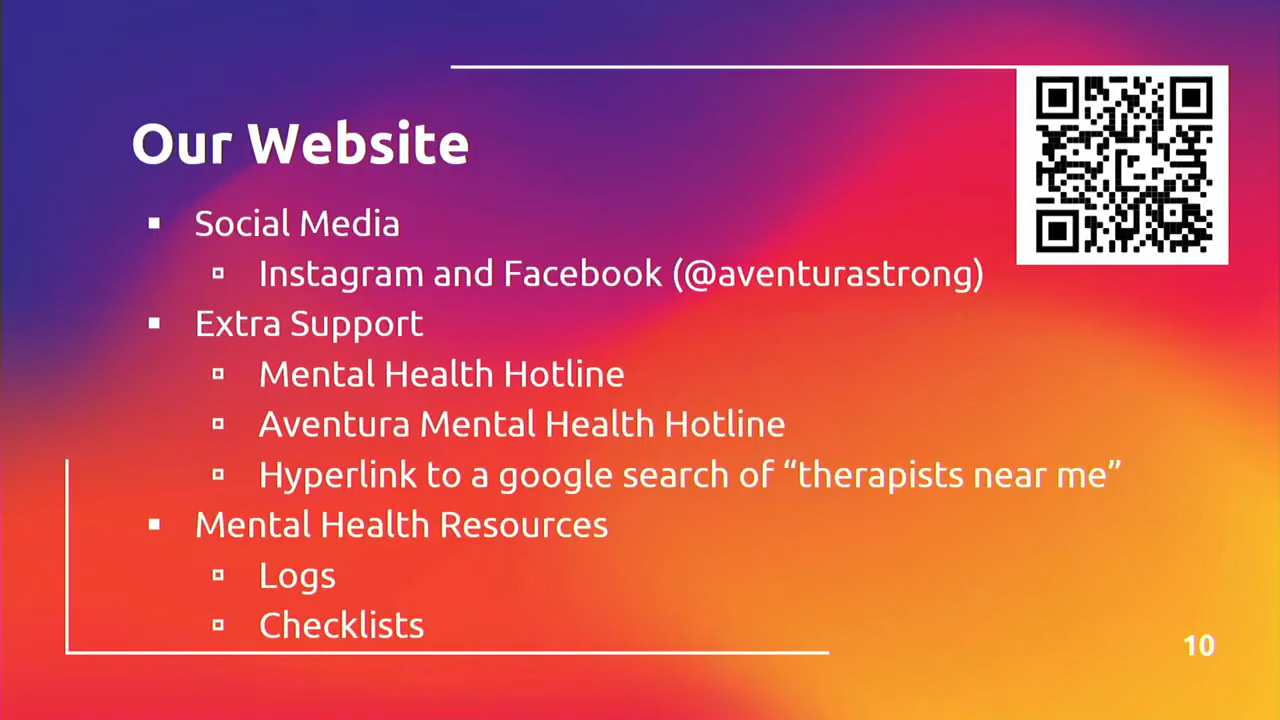 Our Website
Social Media
Instagram and Facebook (@aventurastrong)
Extra Support
Mental Health Hotline
Aventura Mental Health Hotline
Hyperlink to a google search of “therapists near me”
Mental Health Resources
Logs
Checklists
10